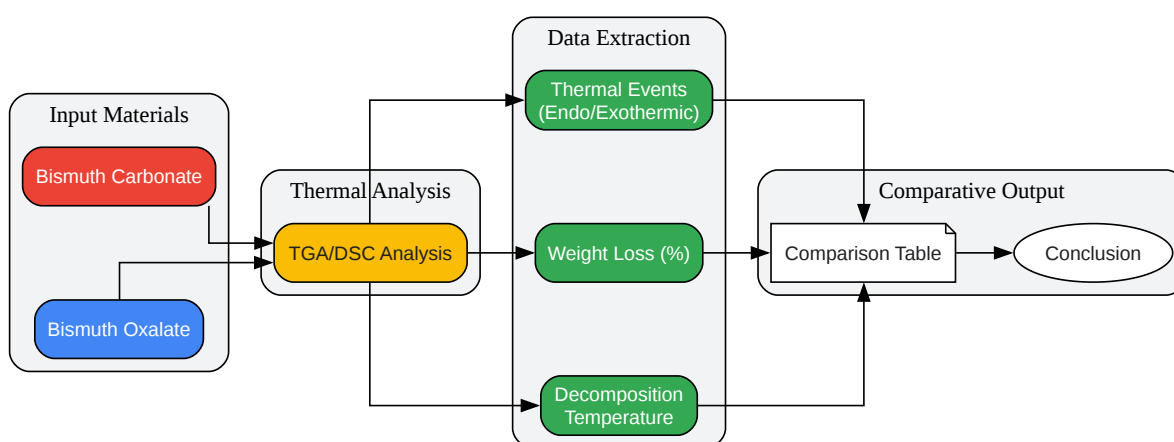 Input Materials
Bismuth Carbonate
Bismuth Oxalate
Thermal Analysis
TGA/DSC Analysis
Data Extraction
Thermal Events
(Endo/Exothermic)
Weight Loss (%)
Decomposition
Temperature
Comparative Output
Comparison Table
Conclusion